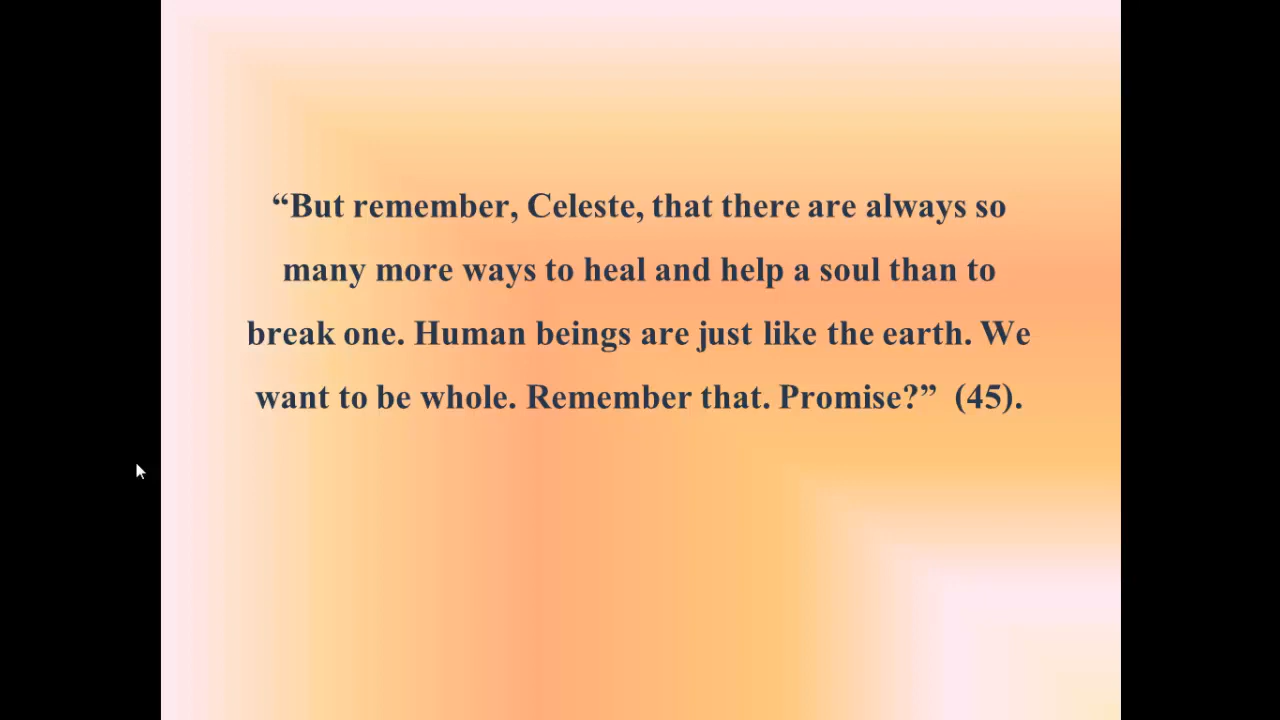 “But remember, Celeste, that there are always so
many more ways to heal and help a soul than to
break one. Human beings are just like the earth. We
want to be whole. Remember that. Promise?”  (45).